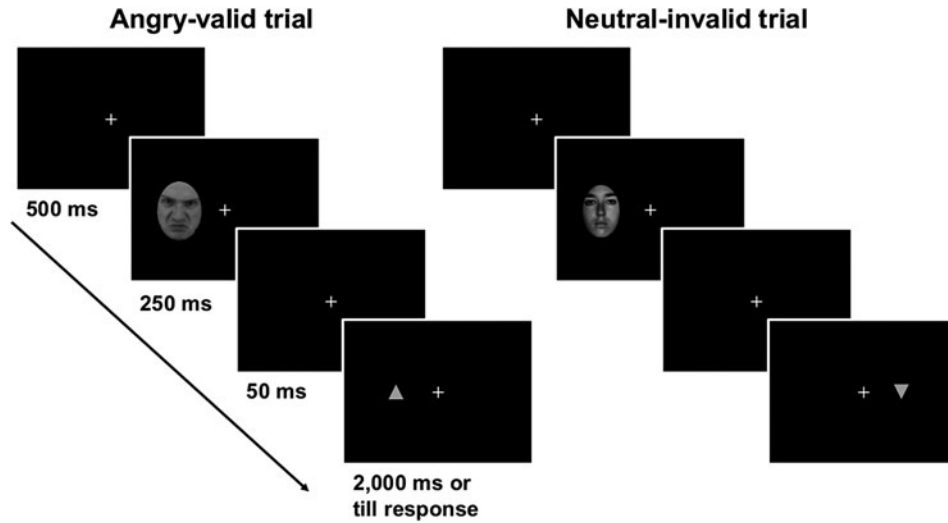 Angry-valid trial
Neutral-invalid trial
500 ms
250 ms
50 ms
2,000 ms or
till response